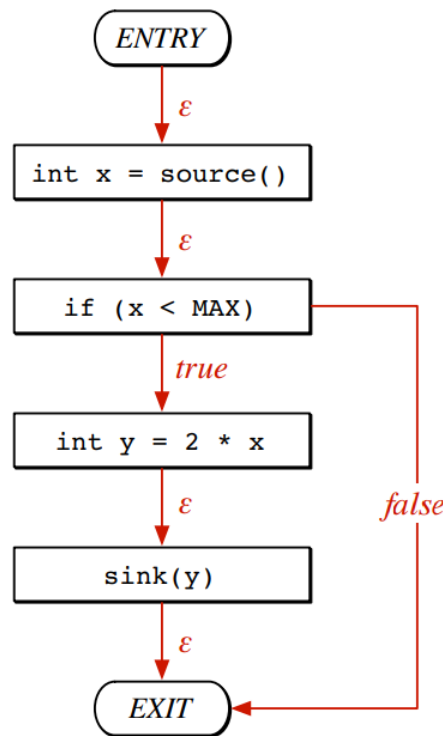 ENTRY
ε
int x = source()
ε
if (x < MAX)
true
int y = 2 * x
false
ε
sink(y)
ε
EXIT